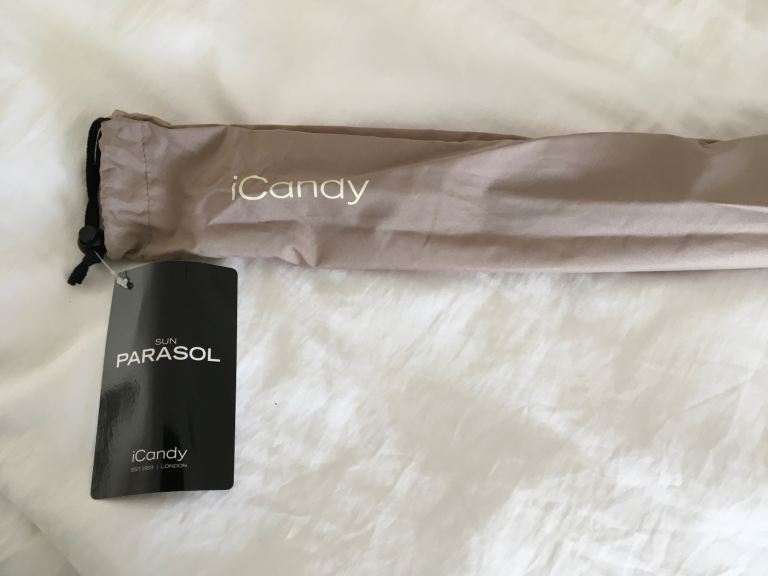 iCandy
SUN
PARASOL
iCandy
EST.1933 | LONDON